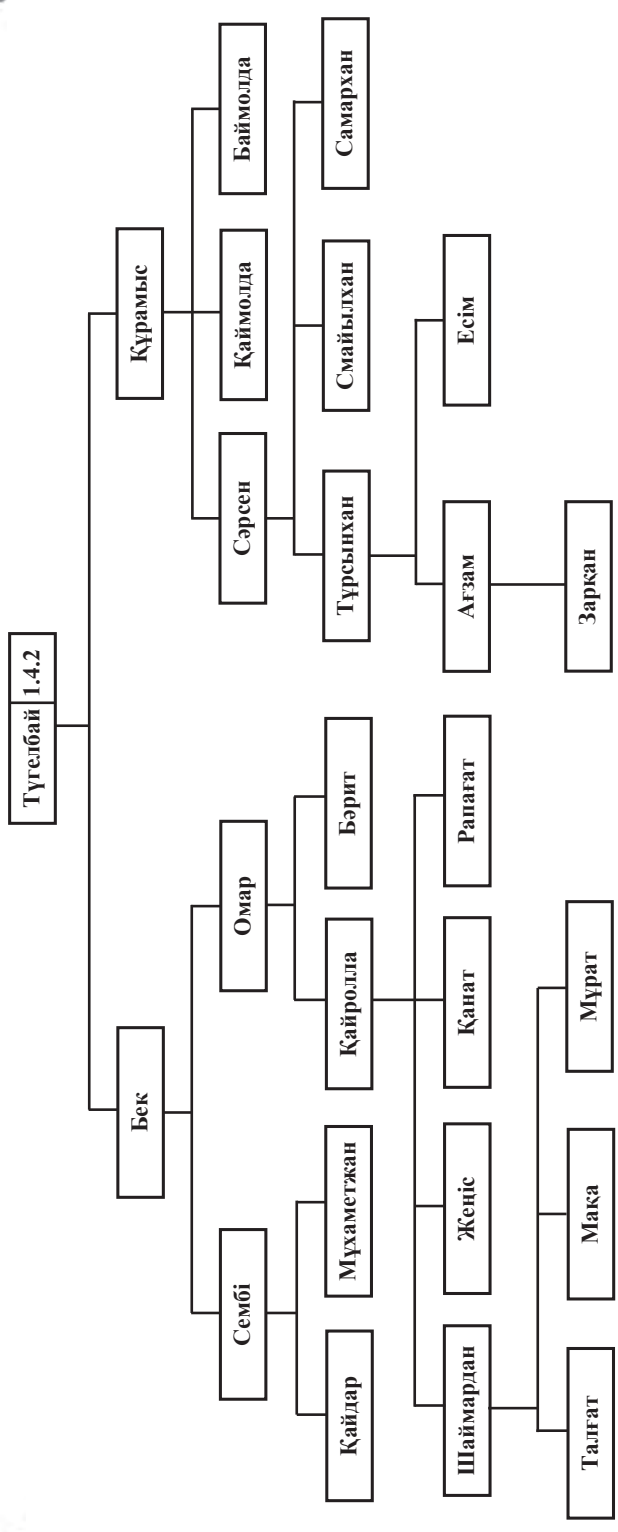 Түгелбай 1.4.2
Бек
Құрамыс
Сембі
Омар
Сәрсен
Қаймолда
Баймолда
Қайдар
Мұхаметжан
Қайролла
Бәрит
Тұрсынхан
Смайылхан
Самархан
Шаймардан
Жеңіс
Қанат
Рапағат
Ағзам
Есім
Талғат
Мақа
Мұрат
Зарқан